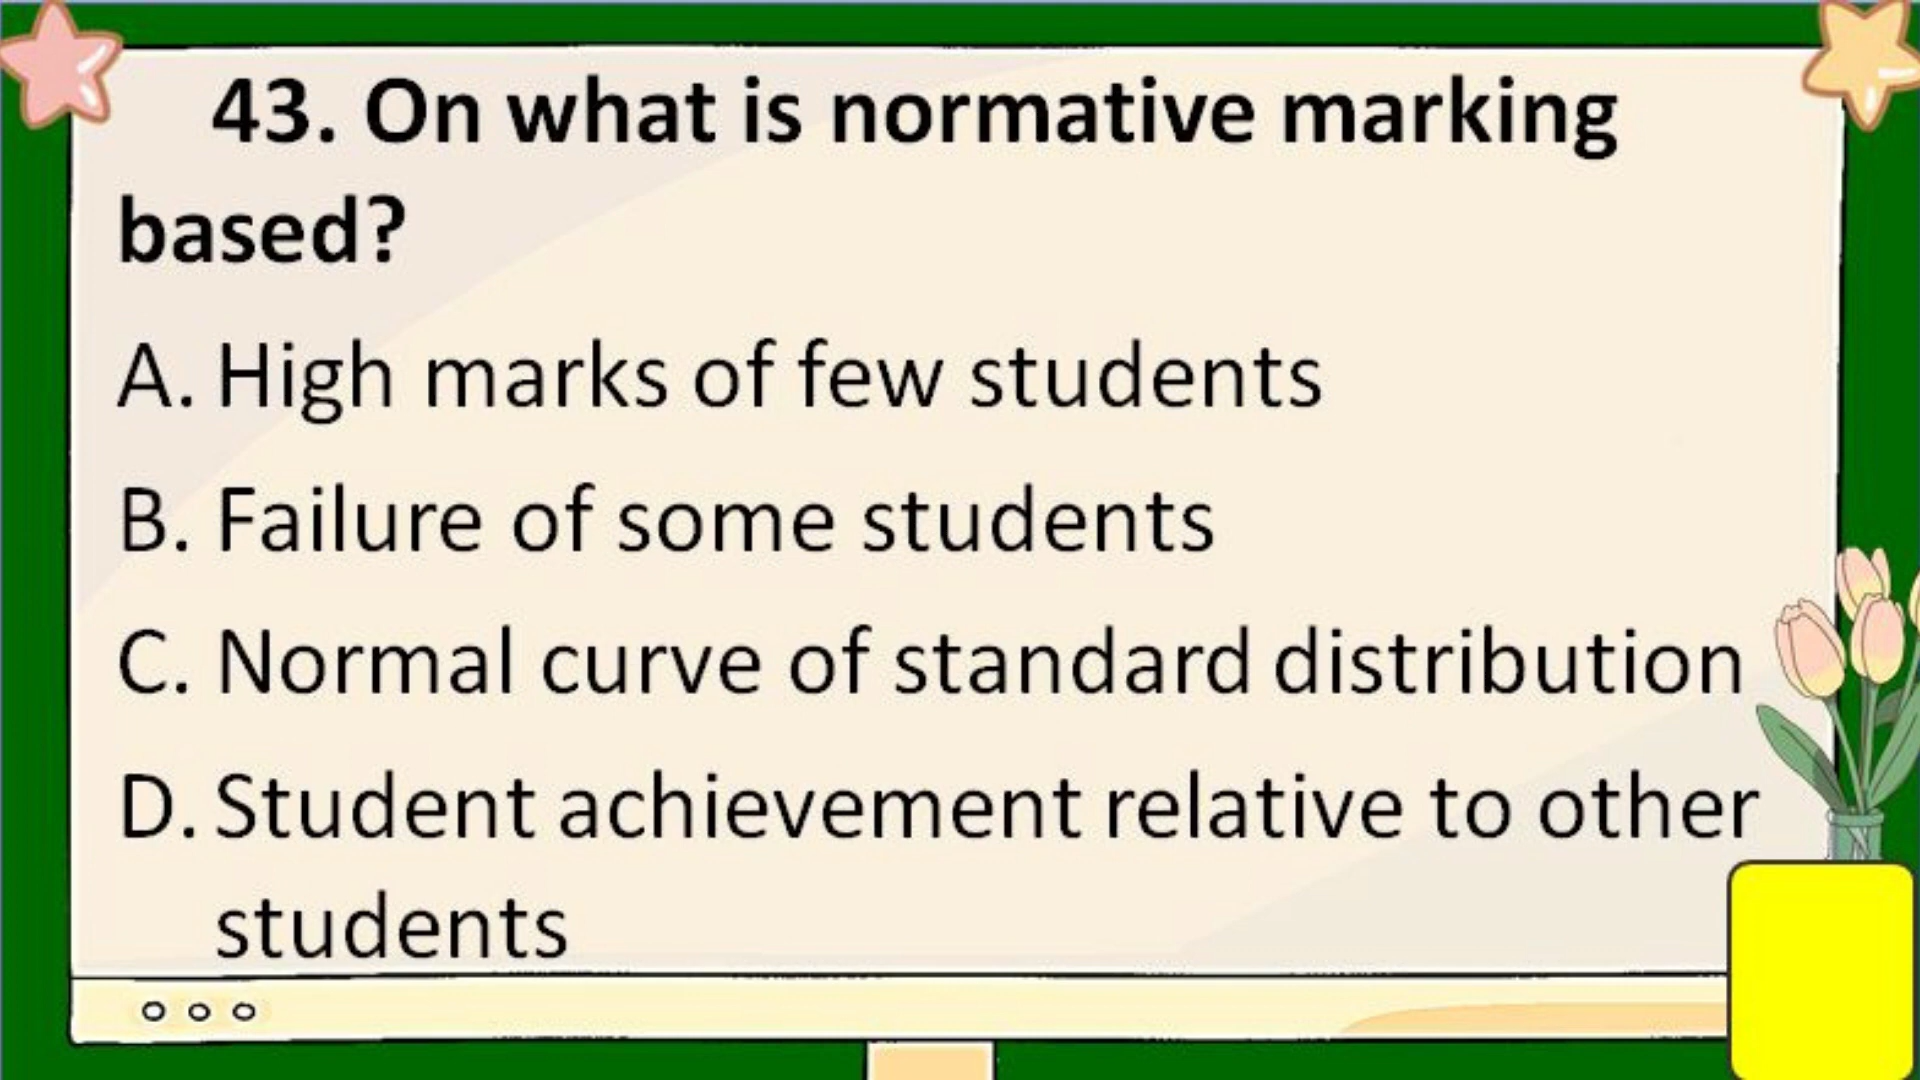 43. On what is normative marking
based?
A. High marks of few students
B. Failure of some students
C. Normal curve of standard distribution
D. Student achievement relative to other
students